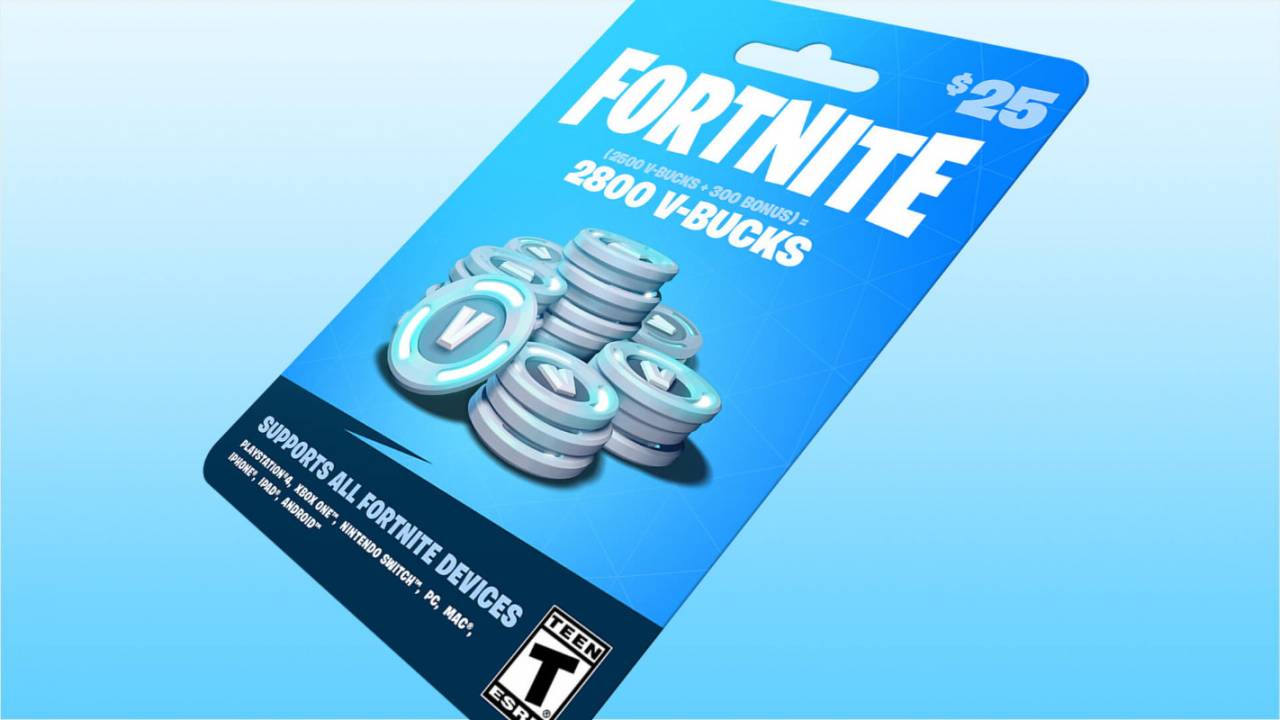 $25
FORTNITE
(2500 V-BUCKS + 300 BONUS) =
2800 V-BUCKS
V
V
V
SUPPORTS ALL FORTNITE DEVICES
PLAYSTATION®4, XBOX ONE™, NINTENDO SWITCH™, PC, MAC®,
IPHONE®, IPAD®, ANDROID™
TEEN
T
ESRB